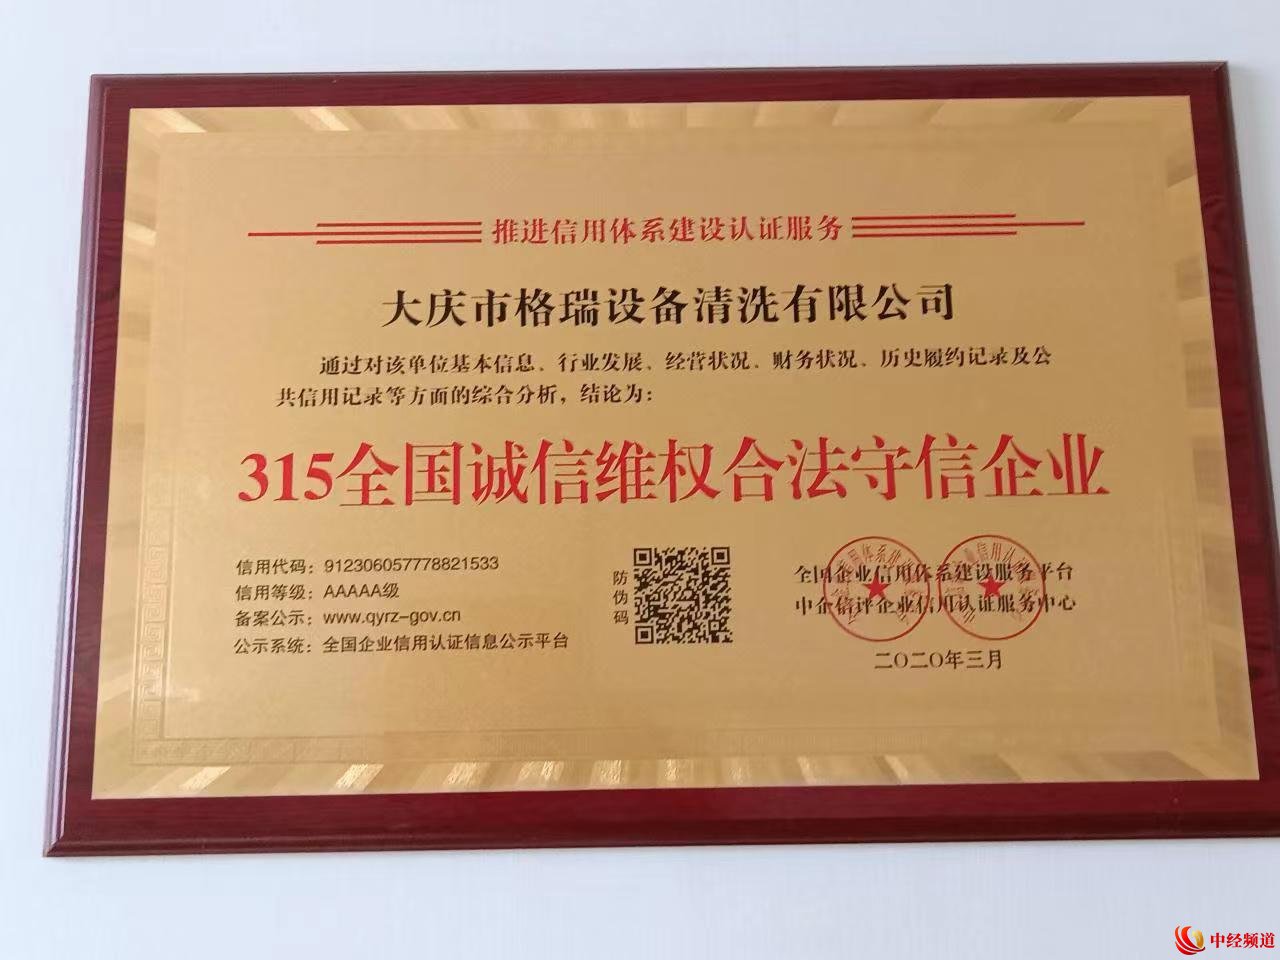 推进信用体系建设认证服务
大庆市格瑞设备清洗有限公司
通过对该单位基本信息、行业发展、经营状况、财务状况、历史履约记录及公
共信用记录等方面的综合分析，结论为：
315全国诚信维权合法守信企业
信用代码：912306057778821533
信用等级：AAAAA级
备案公示：www.qyrz-gov.cn
公示系统：全国企业信用认证信息公示平台
防伪码
全国企业信用体系建设服务平台
中企信评企业信用认证服务中心
二〇二〇年三月
中经频道